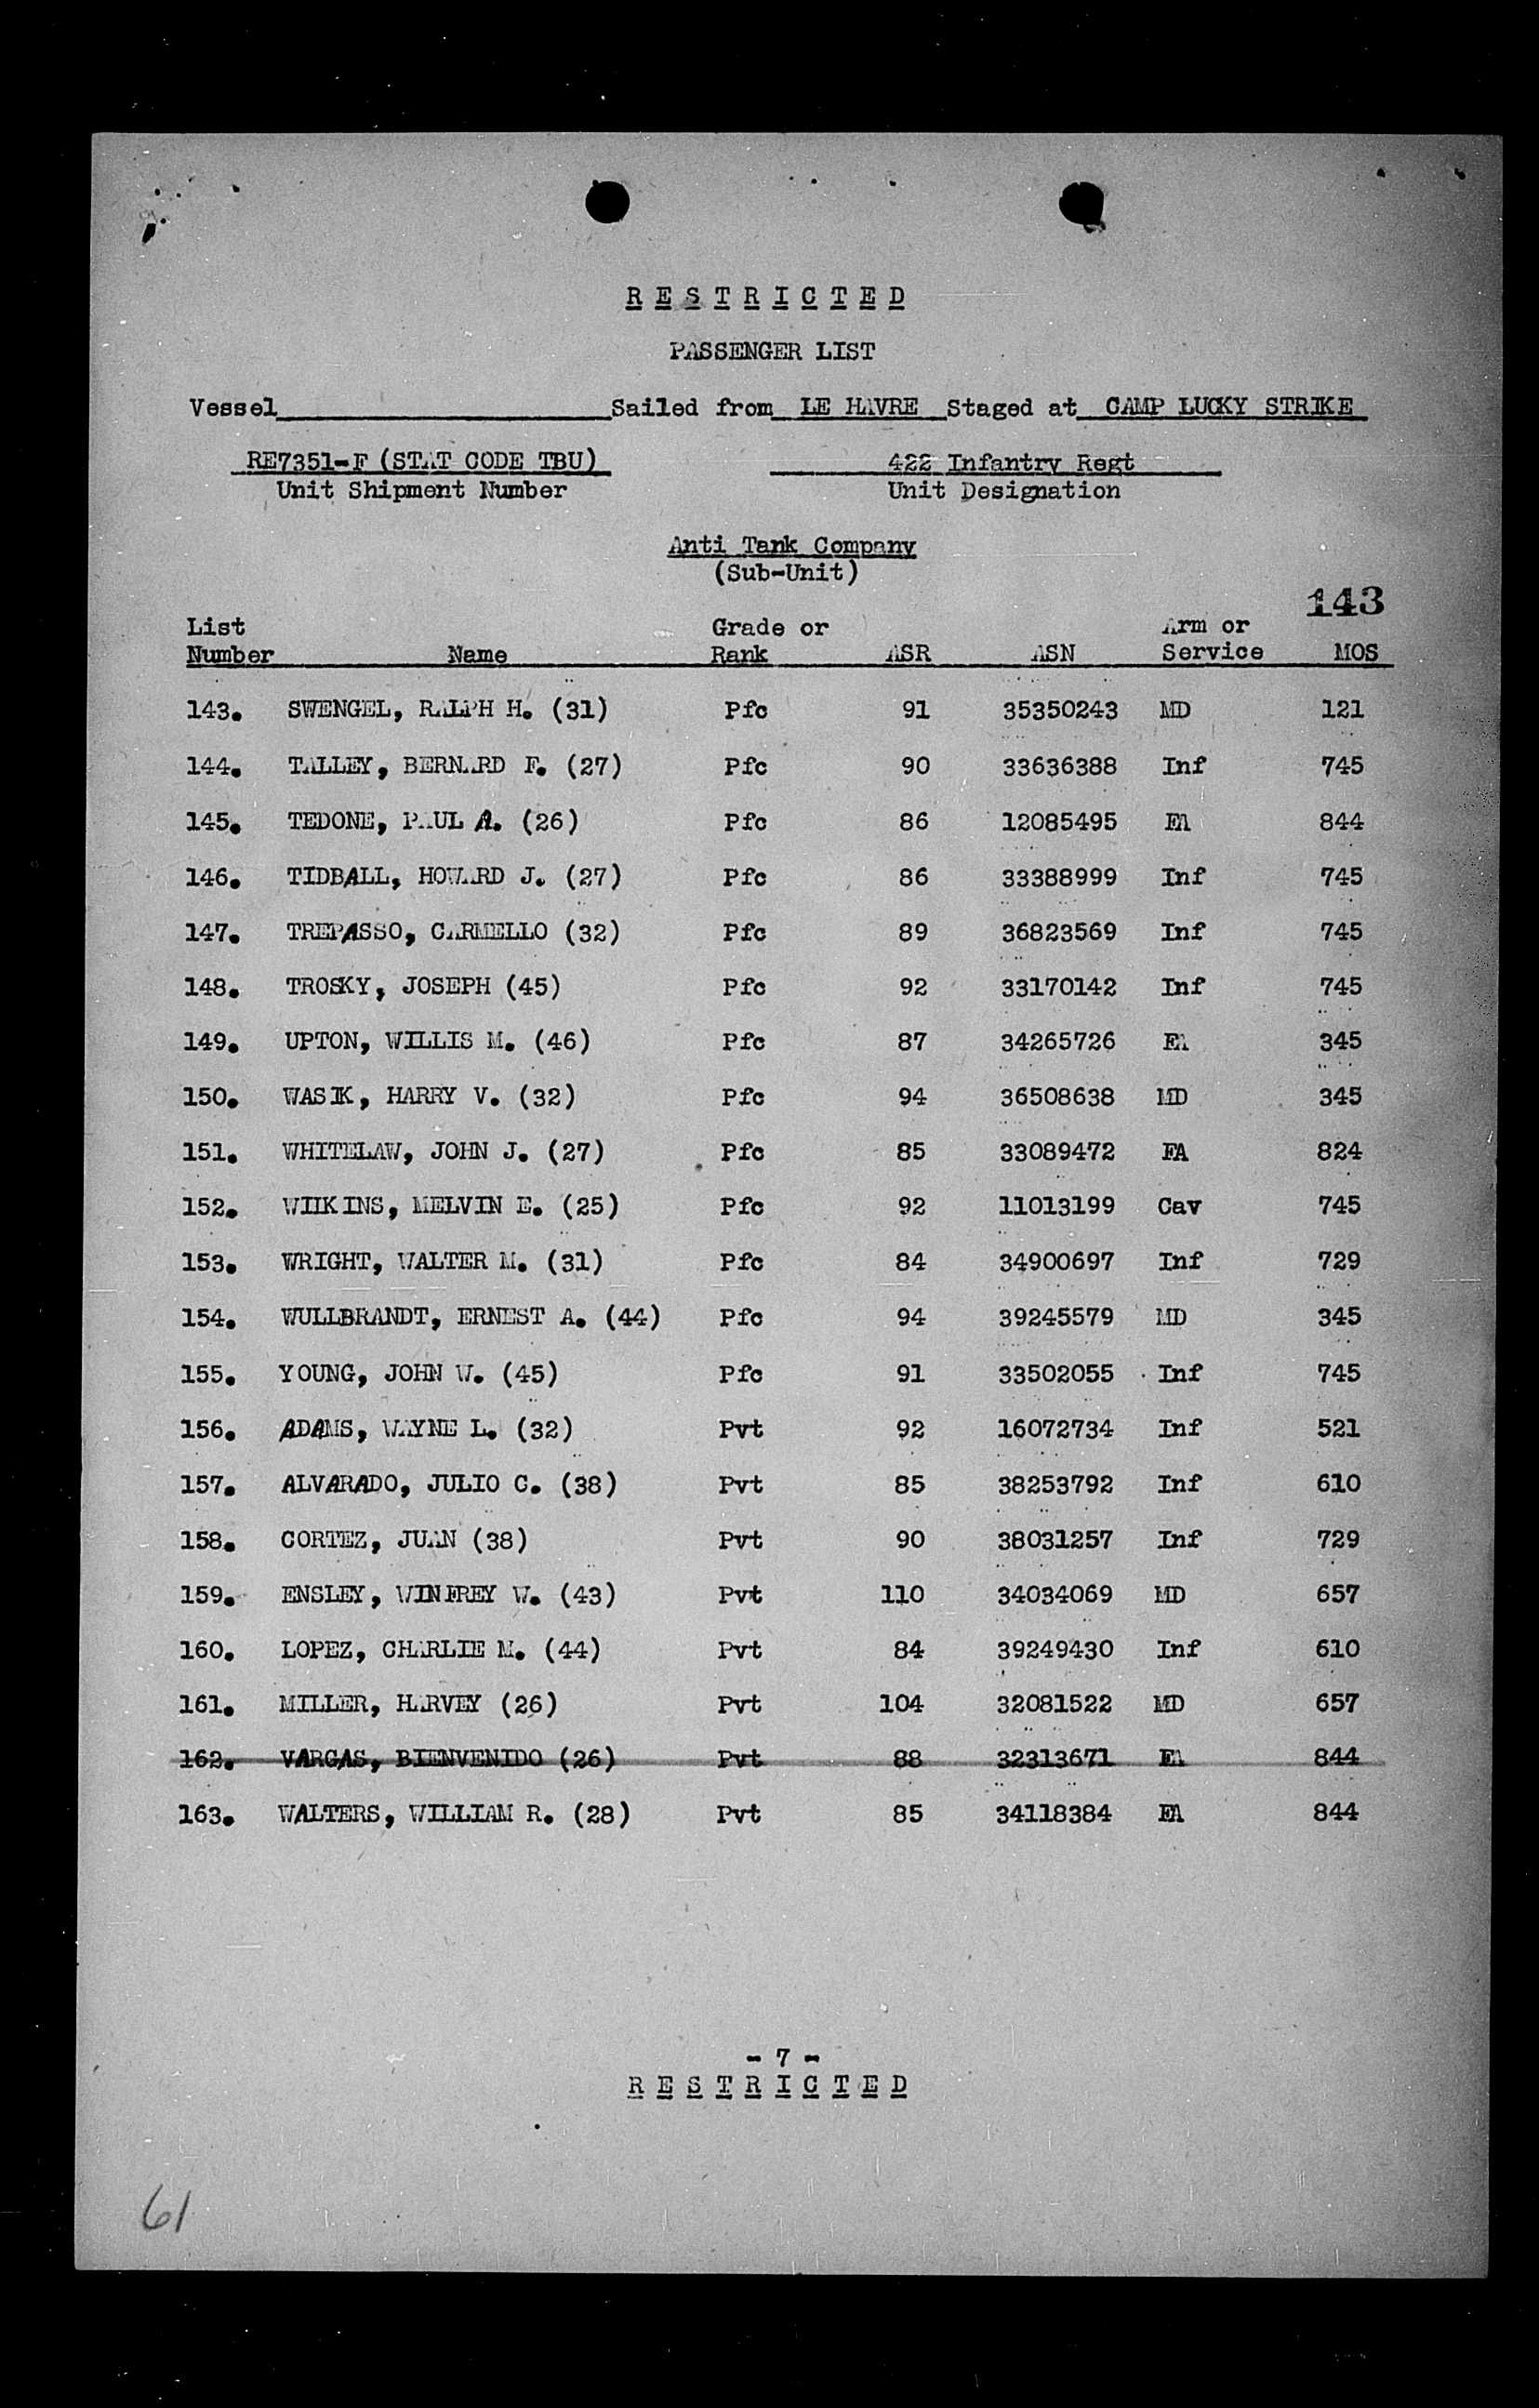 R E S T R I C T E D
PASSENGER LIST
Vessel Sailed from LE HAVRE Staged at CAMP LUCKY STRIKE
RE7351-F (STAT CODE TBU) 422 Infantry Regt
Unit Shipment Number Unit Designation
Anti Tank Company
(Sub-Unit)
143
List Grade or Arm or
Number Name Rank ASR ASN Service MOS
143. SWENGEL, RALPH H. (31) Pfc 91 35350243 MD 121
144. TALLEY, BERNARD F. (27) Pfc 90 33636388 Inf 745
145. TEDONE, PAUL A. (26) Pfc 86 12085495 FA 844
146. TIDBALL, HOWARD J. (27) Pfc 86 33388999 Inf 745
147. TREPASSO, CARMELLO (32) Pfc 89 36823569 Inf 745
148. TROSKY, JOSEPH (45) Pfc 92 33170142 Inf 745
149. UPTON, WILLIS M. (46) Pfc 87 34265726 FA 345
150. WASIK, HARRY V. (32) Pfc 94 36508638 MD 345
151. WHITELAW, JOHN J. (27) Pfc 85 33089472 FA 824
152. WILKINS, MELVIN E. (25) Pfc 92 11013199 Cav 745
153. WRIGHT, WALTER M. (31) Pfc 84 34900697 Inf 729
154. WULLBRANDT, ERNEST A. (44) Pfc 94 39245579 MD 345
155. YOUNG, JOHN W. (45) Pfc 91 33502055 Inf 745
156. ADAMS, WAYNE L. (32) Pvt 92 16072734 Inf 521
157. ALVARADO, JULIO C. (38) Pvt 85 38253792 Inf 610
158. CORTEZ, JUAN (38) Pvt 90 38031257 Inf 729
159. ENSLEY, WINFREY W. (43) Pvt 110 34034069 MD 657
160. LOPEZ, CHARLIE M. (44) Pvt 84 39249430 Inf 610
161. MILLER, HARVEY (26) Pvt 104 32081522 MD 657
162. VARGAS, BIENVENIDO (26) Pvt 88 32313671 FA 844
163. WALTERS, WILLIAM R. (28) Pvt 85 34118384 FA 844
- 7 -
R E S T R I C T E D
61